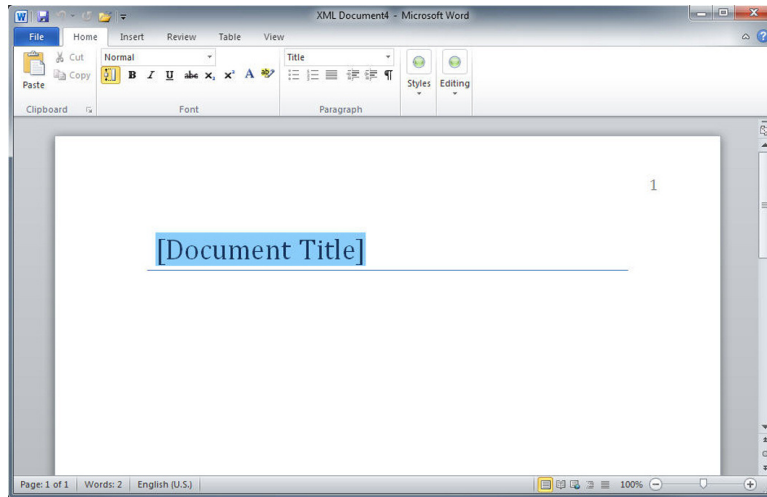 XML Document4 - Microsoft Word
File Home Insert Review Table View
Cut Normal Title
Copy B I U abc x₂ x² A ab
Paste Styles Editing
Clipboard Font Paragraph
1
[Document Title]
Page: 1 of 1 Words: 2 English (U.S.) 100%